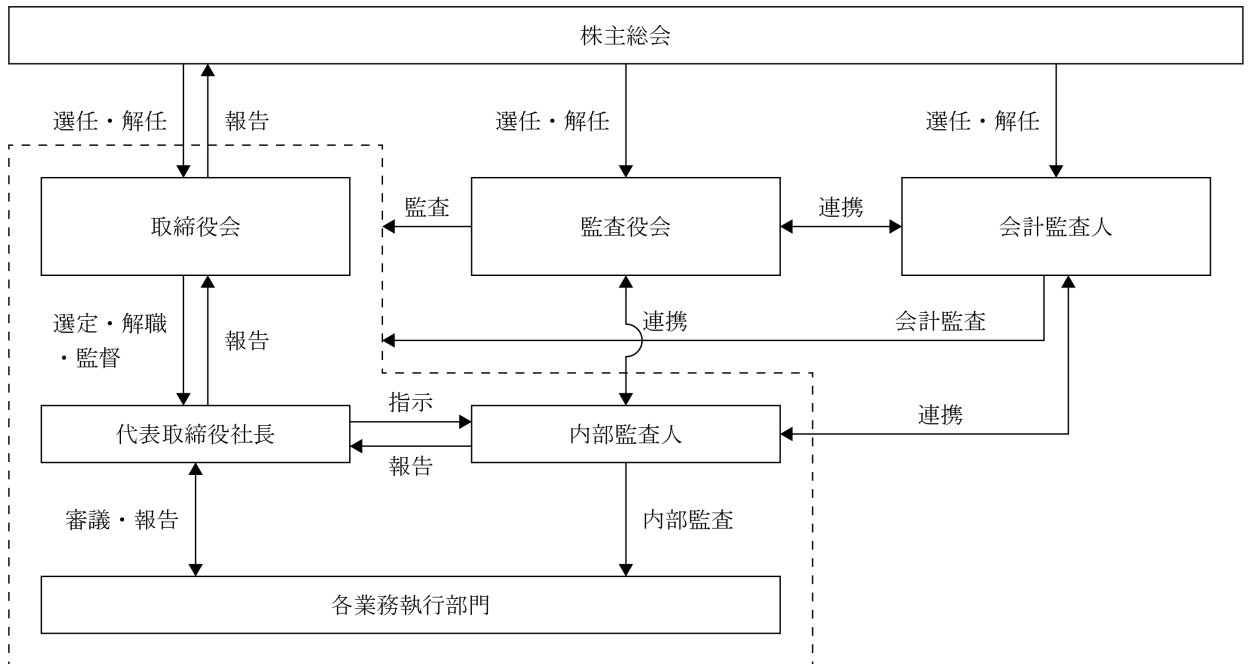 株主総会
選任・解任
報告
選任・解任
選任・解任
取締役会
監査
監査役会
連携
会計監査人
選定・解職
・監督
報告
連携
会計監査
代表取締役社長
指示
報告
内部監査人
連携
審議・報告
内部監査
各業務執行部門